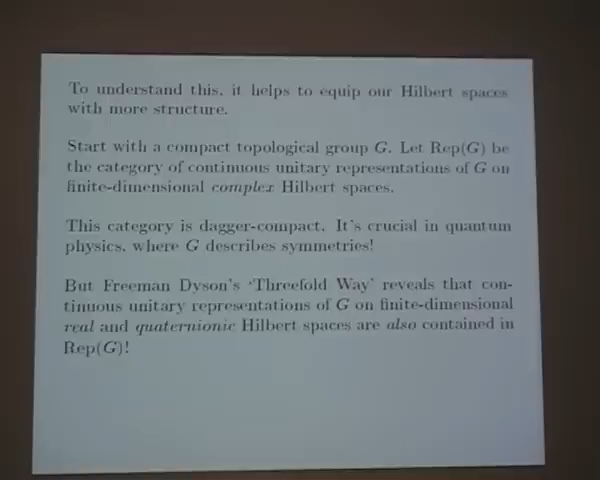 To understand this, it helps to equip our Hilbert spaces
with more structure.
Start with a compact topological group G. Let Rep(G) be
the category of continuous unitary representations of G on
finite-dimensional complex Hilbert spaces.
This category is dagger-compact. It's crucial in quantum
physics, where G describes symmetries!
But Freeman Dyson's 'Threefold Way' reveals that con-
tinuous unitary representations of G on finite-dimensional
real and quaternionic Hilbert spaces are also contained in
Rep(G)!